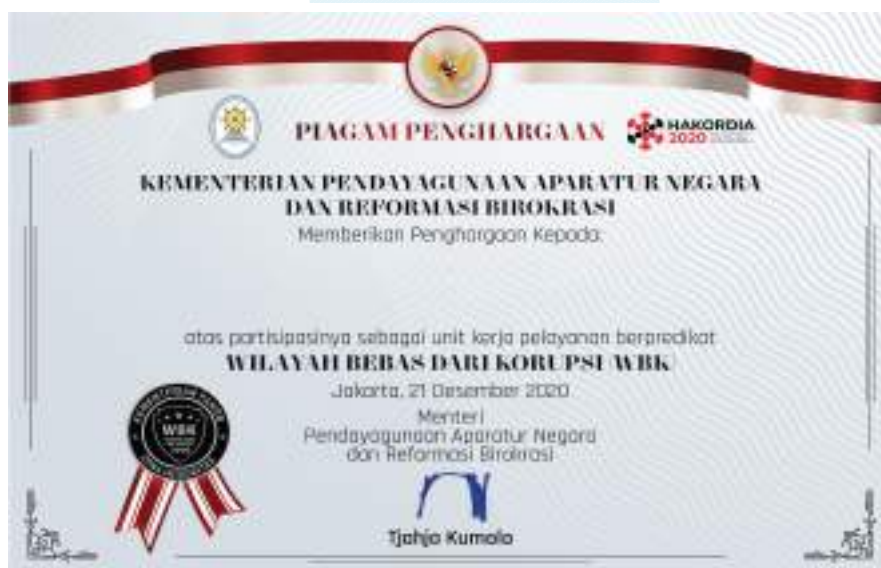 PIAGAM PENGHARGAAN
HAKORDIA
2020
KEMENTERIAN PENDAYAGUNAAN APARATUR NEGARA
DAN REFORMASI BIROKRASI
Memberikan Penghargaan Kepada:
atas partisipasinya sebagai unit kerja pelayanan berpredikat
WILAYAH BEBAS DARI KORUPSI (WBK)
Jakarta, 21 Desember 2020
Menteri
Pendayagunaan Aparatur Negara
dan Reformasi Birokrasi
WBK
Tjahjo Kumolo